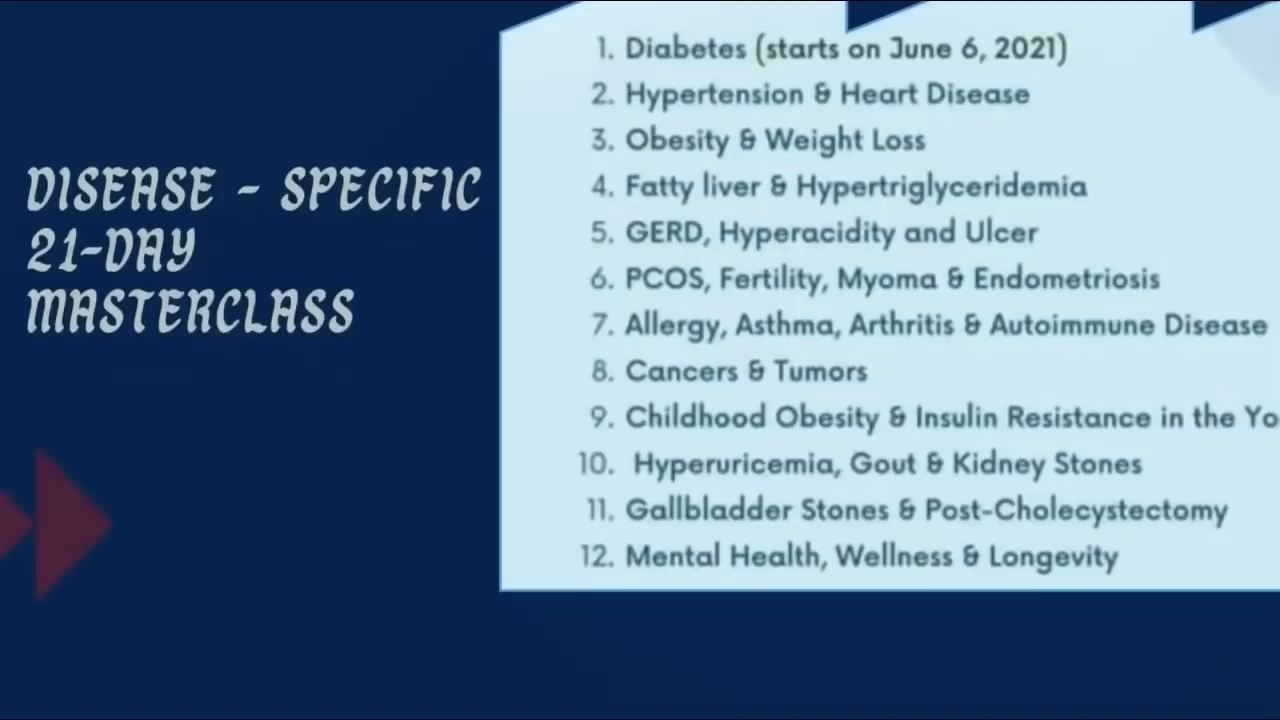 DISEASE - SPECIFIC
21-DAY
MASTERCLASS
1. Diabetes (starts on June 6, 2021)
2. Hypertension & Heart Disease
3. Obesity & Weight Loss
4. Fatty liver & Hypertriglyceridemia
5. GERD, Hyperacidity and Ulcer
6. PCOS, Fertility, Myoma & Endometriosis
7. Allergy, Asthma, Arthritis & Autoimmune Disease
8. Cancers & Tumors
9. Childhood Obesity & Insulin Resistance in the Yo
10. Hyperuricemia, Gout & Kidney Stones
11. Gallbladder Stones & Post-Cholecystectomy
12. Mental Health, Wellness & Longevity